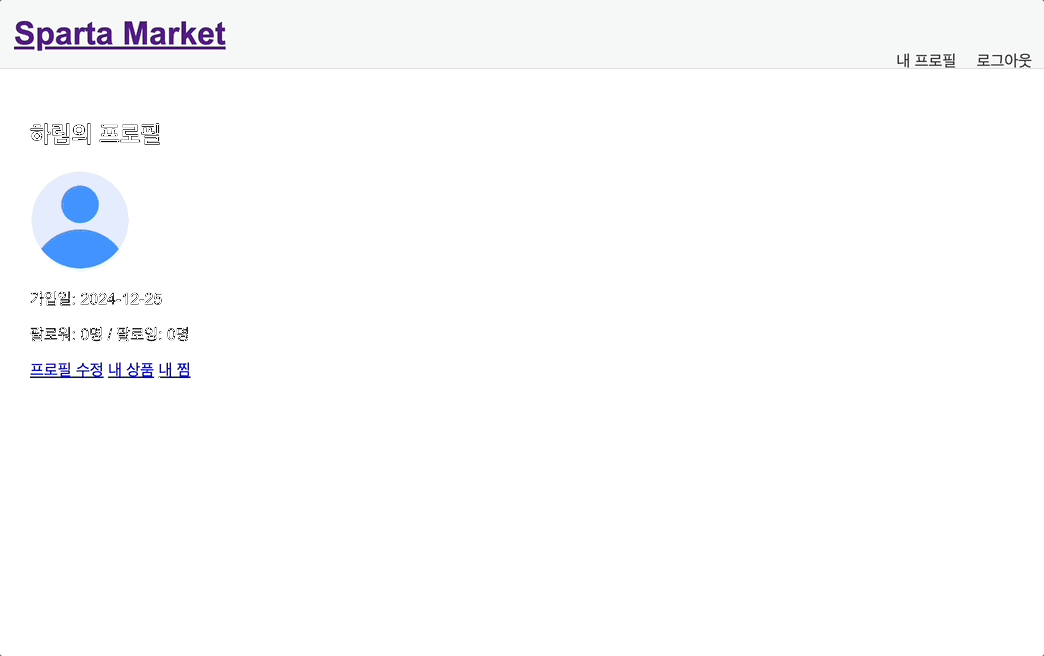 Sparta Market
내 프로필 로그아웃
하림의 프로필
가입일: 2024-12-25
팔로워: 0명 / 팔로잉: 0명
프로필 수정 내 상품 내 찜